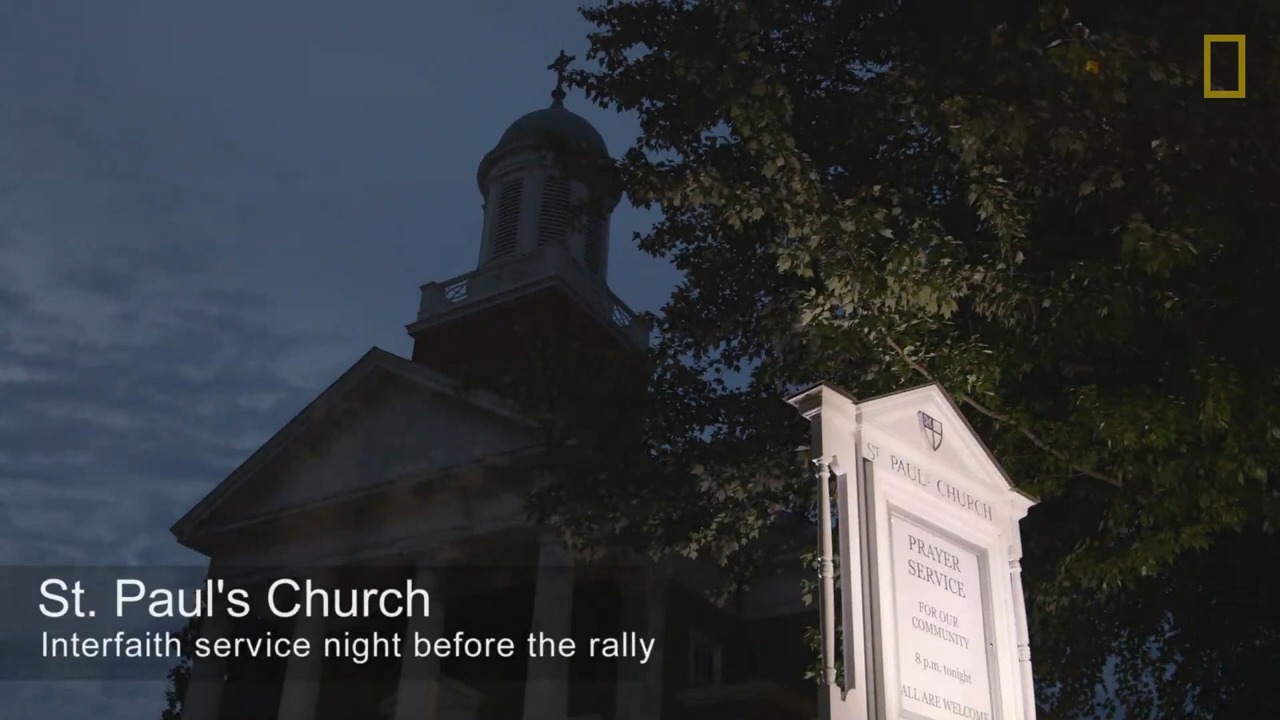 ST PAUL'S CHURCH
PRAYER
SERVICE
FOR OUR
COMMUNITY
8 p.m. tonight
ALL ARE WELCOME
St. Paul's Church
Interfaith service night before the rally